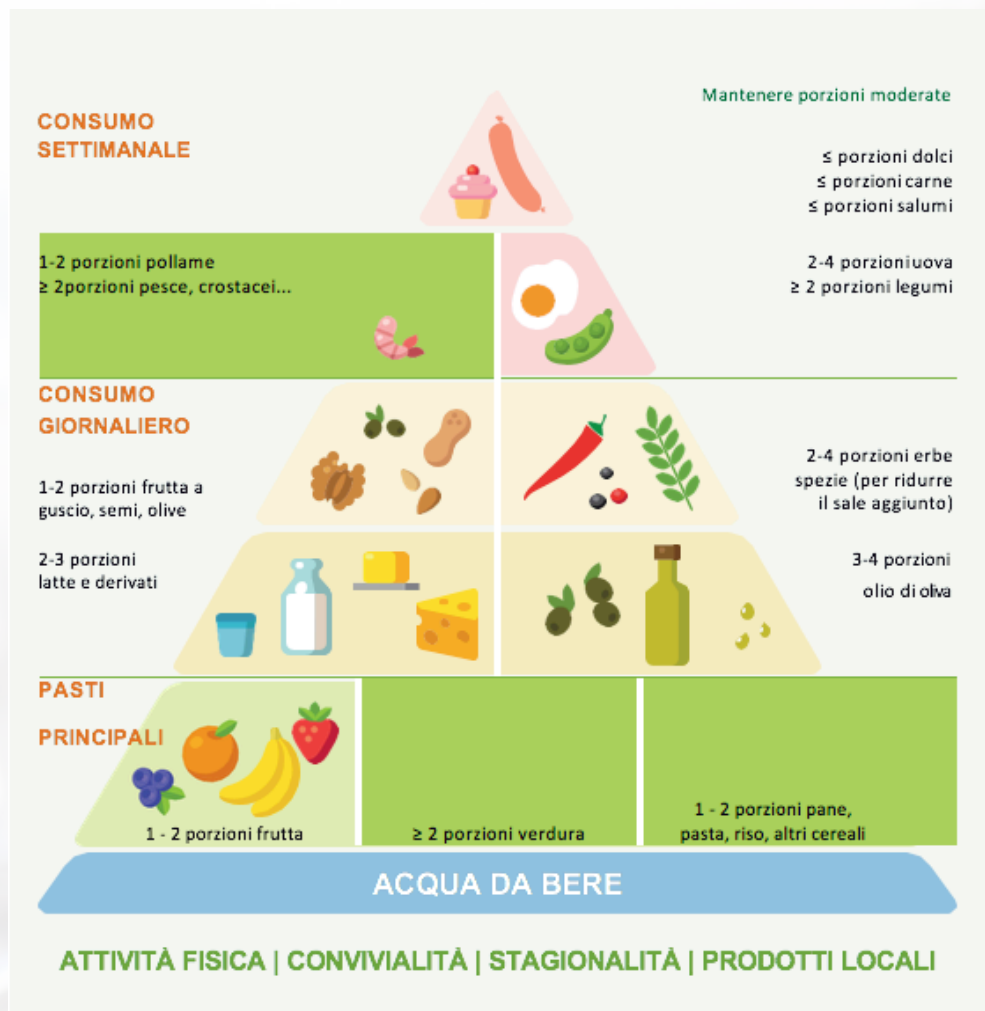 Mantenere porzioni moderate
CONSUMO
SETTIMANALE
≤ porzioni dolci
≤ porzioni carne
≤ porzioni salumi
1-2 porzioni pollame
≥ 2porzioni pesce, crostacei...
2-4 porzioni uova
≥ 2 porzioni legumi
CONSUMO
GIORNALIERO
1-2 porzioni frutta a
guscio, semi, olive
2-4 porzioni erbe
spezie (per ridurre
il sale aggiunto)
2-3 porzioni
latte e derivati
3-4 porzioni
olio di oliva
PASTI
PRINCIPALI
1 - 2 porzioni frutta
≥ 2 porzioni verdura
1 - 2 porzioni pane,
pasta, riso, altri cereali
ACQUA DA BERE
ATTIVITÀ FISICA | CONVIVIALITÀ | STAGIONALITÀ | PRODOTTI LOCALI